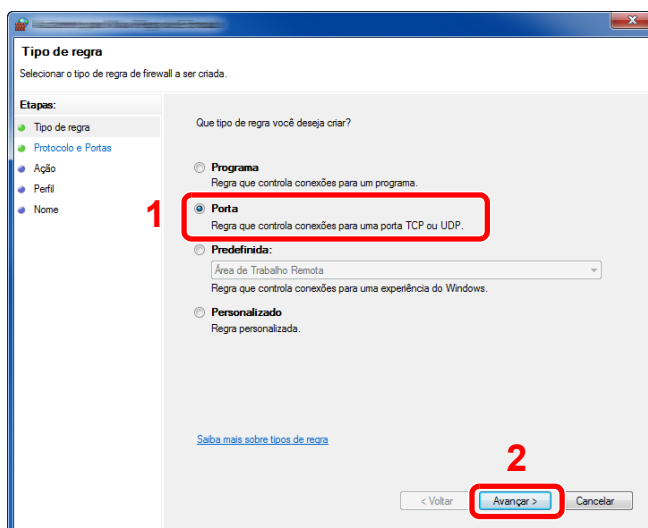 Tipo de regra
Selecionar o tipo de regra de firewall a ser criada.
Etapas:
Tipo de regra
Protocolo e Portas
Ação
Perfil
Nome
Que tipo de regra você deseja criar?
Programa
Regra que controla conexões para um programa.
1
Porta
Regra que controla conexões para uma porta TCP ou UDP.
Predefinida:
Área de Trabalho Remota
Regra que controla conexões para uma experiência do Windows.
Personalizado
Regra personalizada.
Saiba mais sobre tipos de regra
2
< Voltar
Avançar >
Cancelar